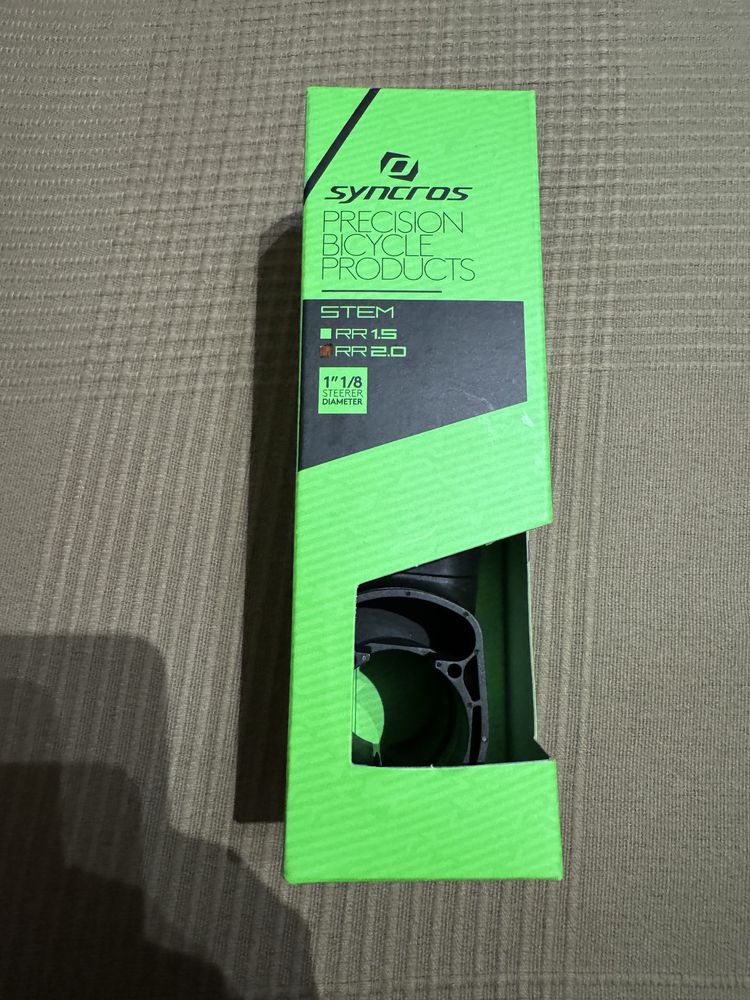 syncros
PRECISION
BICYCLE
PRODUCTS
STEM
RR 1.5
RR 2.0
1" 1/8
STEERER
DIAMETER